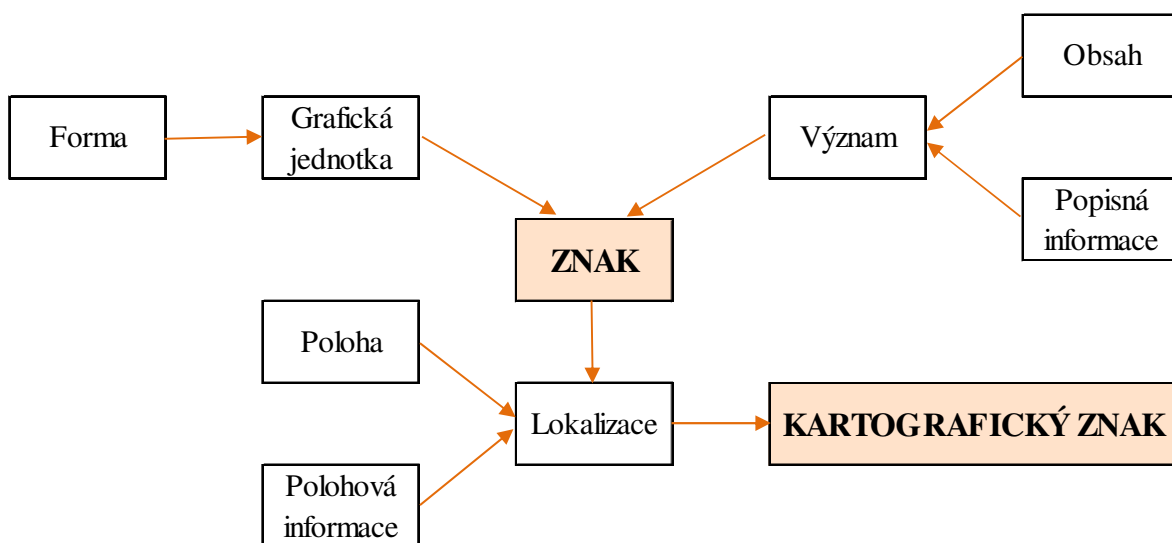 Obsah
Forma
Grafická
jednotka
Význam
Popisná
informace
ZNAK
Poloha
Lokalizace
KARTOGRAFICKÝ ZNAK
Polohová
informace